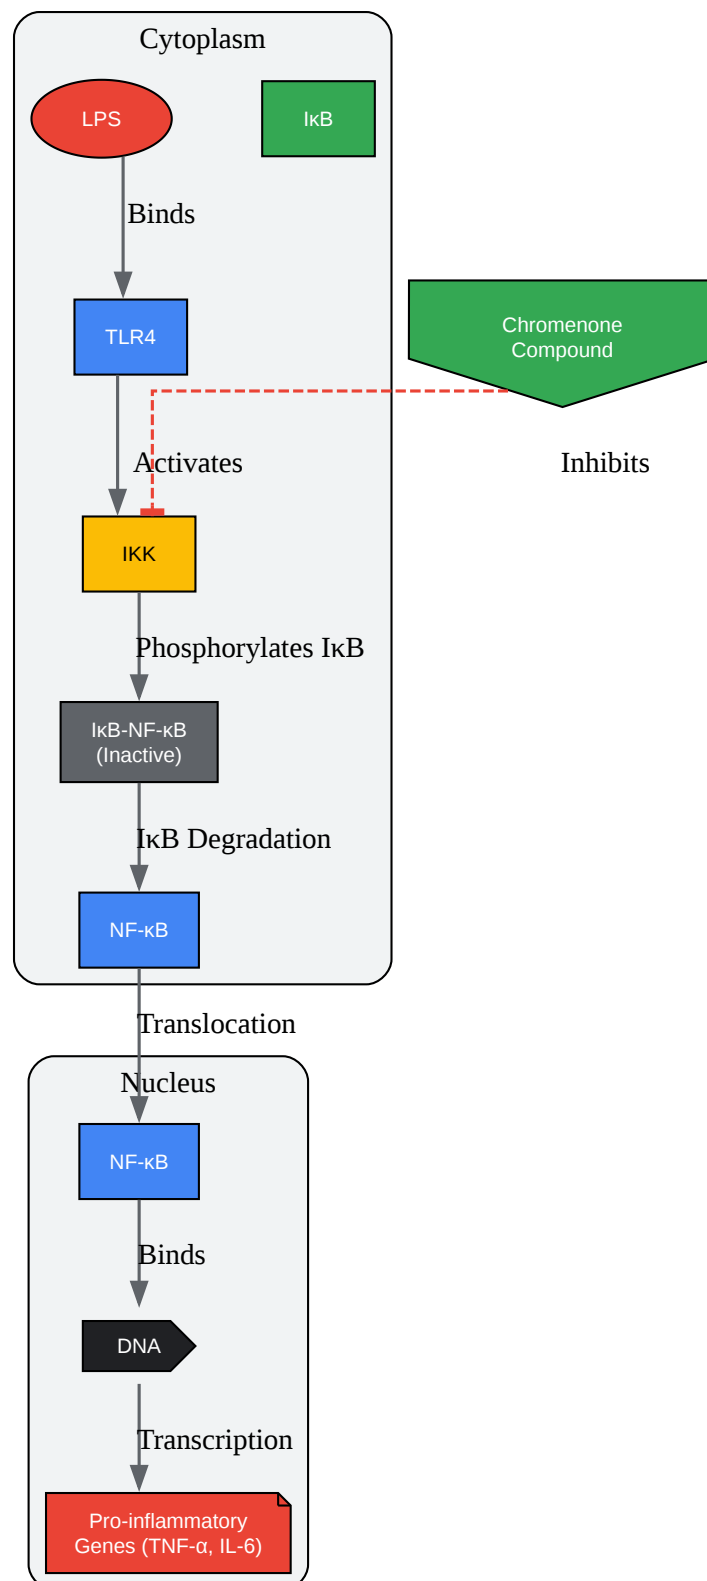 Cytoplasm
LPS
IκB
Binds
TLR4
Chromenone
Compound
Activates
Inhibits
IKK
Phosphorylates IκB
IκB-NF-κB
(Inactive)
IκB Degradation
NF-κB
Translocation
Nucleus
NF-κB
Binds
DNA
Transcription
Pro-inflammatory
Genes (TNF-α, IL-6)